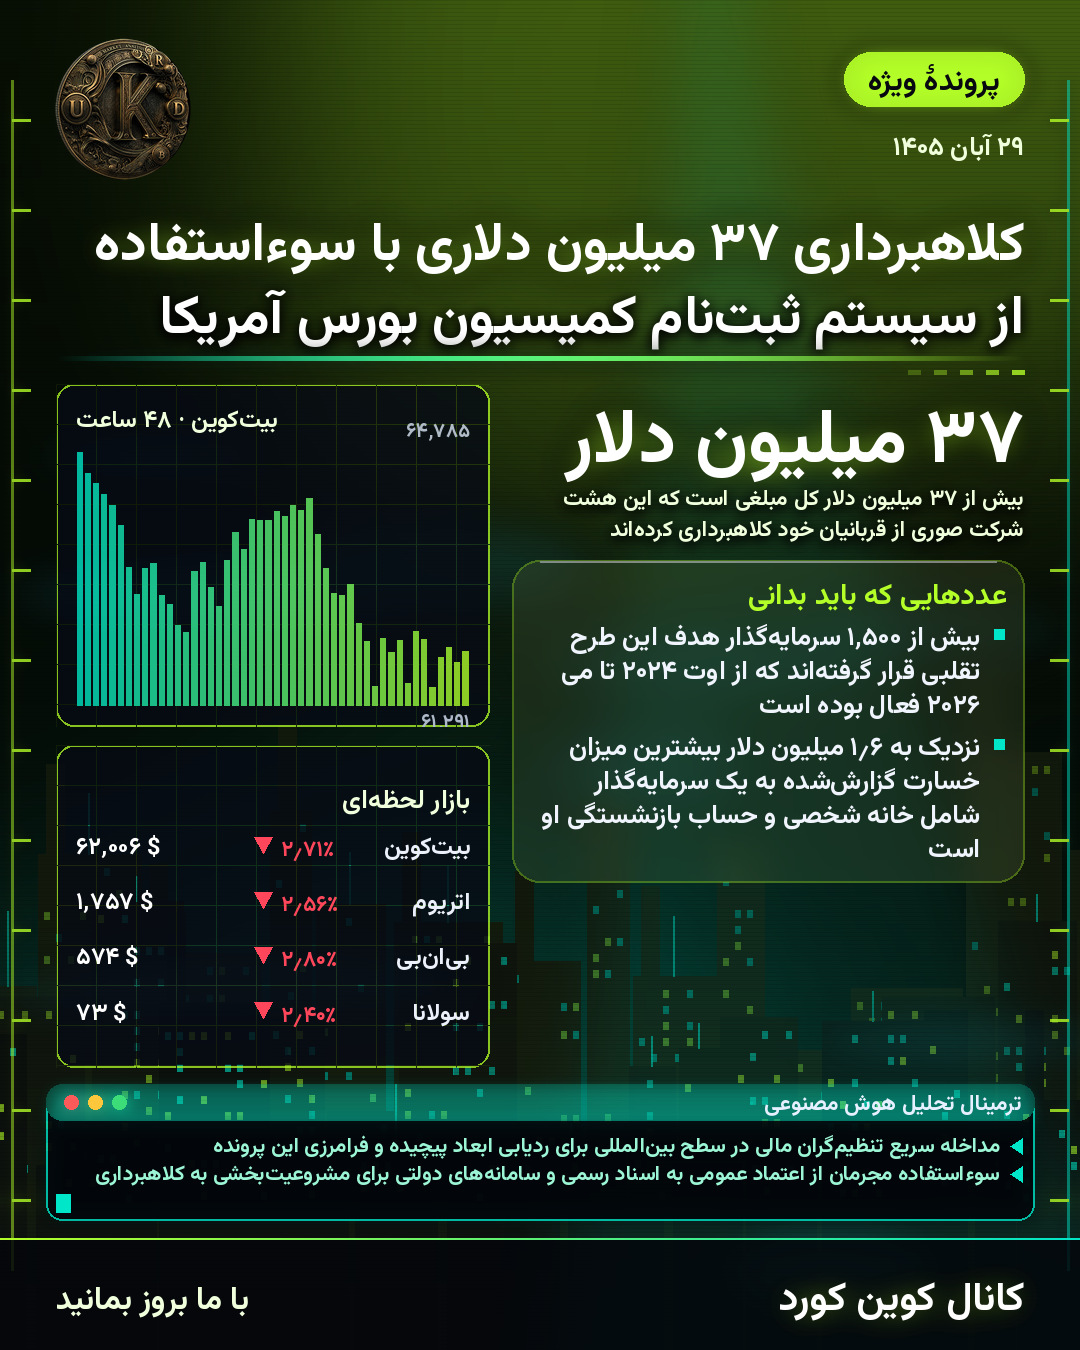 پروندهٔ ویژه
۲۹ آبان ۱۴۰۵
K
U
R
D
B
کلاهبرداری ۳۷ میلیون دلاری با سوءاستفاده
از سیستم ثبت‌نام کمیسیون بورس آمریکا
۳۷ میلیون دلار
بیش از ۳۷ میلیون دلار کل مبلغی است که این هشت
شرکت صوری از قربانیان خود کلاهبرداری کرده‌اند
عددهایی که باید بدانی
بیش از ۱,۵۰۰ سرمایه‌گذار هدف این طرح
تقلبی قرار گرفته‌اند که از اوت ۲۰۲۴ تا می
۲۰۲۶ فعال بوده است
نزدیک به ۱٫۶ میلیون دلار بیشترین میزان
خسارت گزارش‌شده به یک سرمایه‌گذار
شامل خانه شخصی و حساب بازنشستگی او
است
بیت‌کوین · ۴۸ ساعت
۶۴,۷۸۵
۶۱,۲۹۱
بازار لحظه‌ای
بیت‌کوین ۲٫۷۱٪ ▼ ۶۲,۰۰۶ $
اتریوم ۲٫۵۶٪ ▼ ۱,۷۵۷ $
بی‌ان‌بی ۲٫۸۰٪ ▼ ۵۷۴ $
سولانا ۲٫۴۰٪ ▼ ۷۳ $
ترمینال تحلیل هوش مصنوعی
مداخله سریع تنظیم‌گران مالی در سطح بین‌المللی برای ردیابی ابعاد پیچیده و فرامرزی این پرونده
سوءاستفاده مجرمان از اعتماد عمومی به اسناد رسمی و سامانه‌های دولتی برای مشروعیت‌بخشی به کلاهبرداری
کانال کوین کورد
با ما بروز بمانید